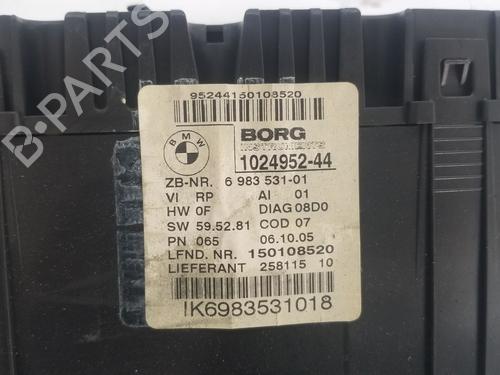 B-PARTS
95244150108520
BMW
BORG
INSTRUMENTS
1024952-44
ZB-NR. 6 983 531-01
VI RP AI 01
HW 0F DIAG 08D0
SW 59.52.81 COD 07
PN 065 06.10.05
LFND. NR. 150108520
LIEFERANT 258115 10
IK6983531018